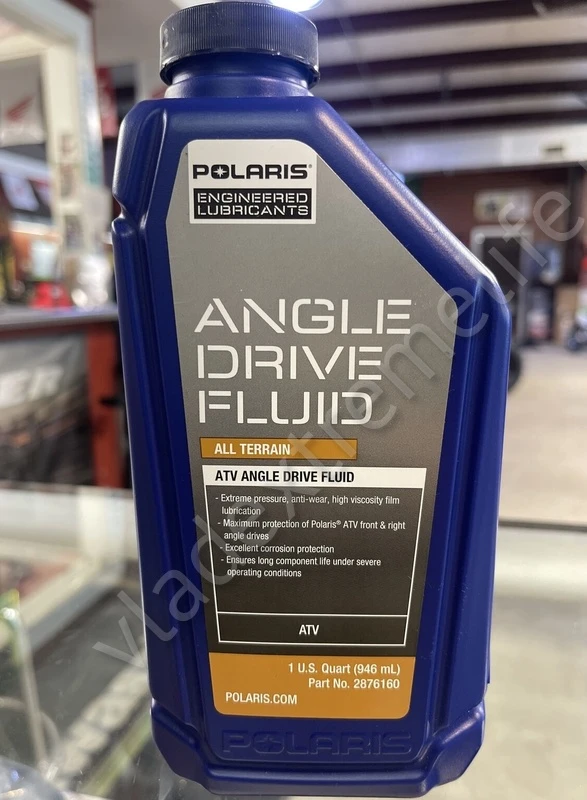 POLARIS®
ENGINEERED
LUBRICANTS
ANGLE
DRIVE
FLUID
ALL TERRAIN
ATV ANGLE DRIVE FLUID
- Extreme pressure, anti-wear, high viscosity film
lubrication
- Maximum protection of Polaris® ATV front & right
angle drives
- Excellent corrosion protection
- Ensures long component life under severe
operating conditions
ATV
1 U.S. Quart (946 mL)
Part No. 2876160
POLARIS.COM
POLARIS
vladextremelife